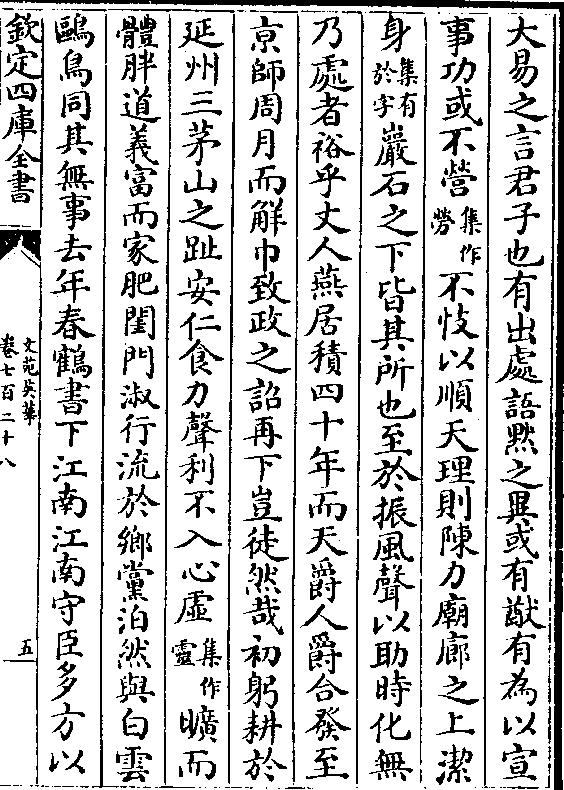 大易之言君子也有出處語黙之異或有猷有為以宣
事功或不營集作勞不忮以順天理則陳力廟廊之上潔
身集有於字巖石之下皆其所也至於振風聲以助時化無
乃處者裕乎丈人燕居積四十年而天爵人爵合發至
京師周月而解巾致政之詔再下豈徒然哉初躬耕於
延州三茅山之趾安仁食力聲利不入心虛集作靈曠而
體胖道義富而家肥閨門淑行流於鄉黨泊然與白雲
鷗鳥同其無事去年春鶴書下江南江南守臣多方以
欽定四庫全書
文苑英華
卷七百二十八
五